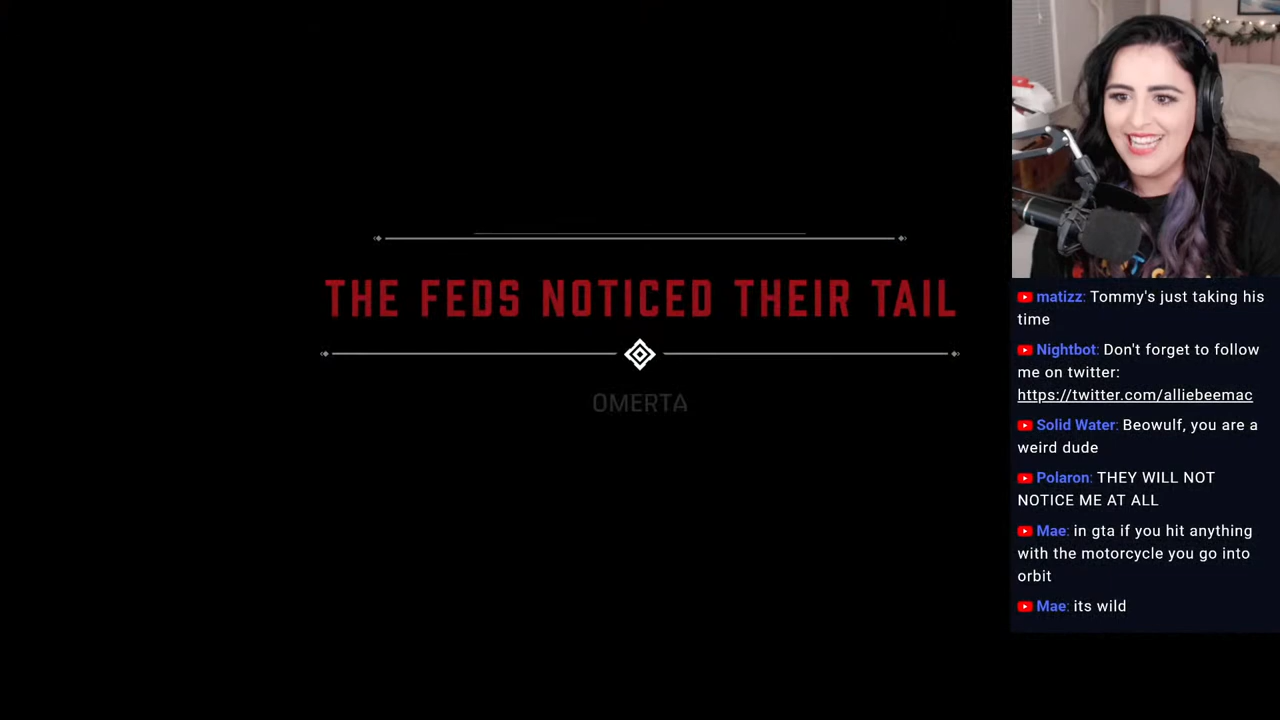 THE FEDS NOTICED THEIR TAIL
OMERTA
matizz: Tommy's just taking his
time
Nightbot: Don't forget to follow
me on twitter:
https://twitter.com/alliebeemac
Solid Water: Beowulf, you are a
weird dude
Polaron: THEY WILL NOT
NOTICE ME AT ALL
Mae: in gta if you hit anything
with the motorcycle you go into
orbit
Mae: its wild